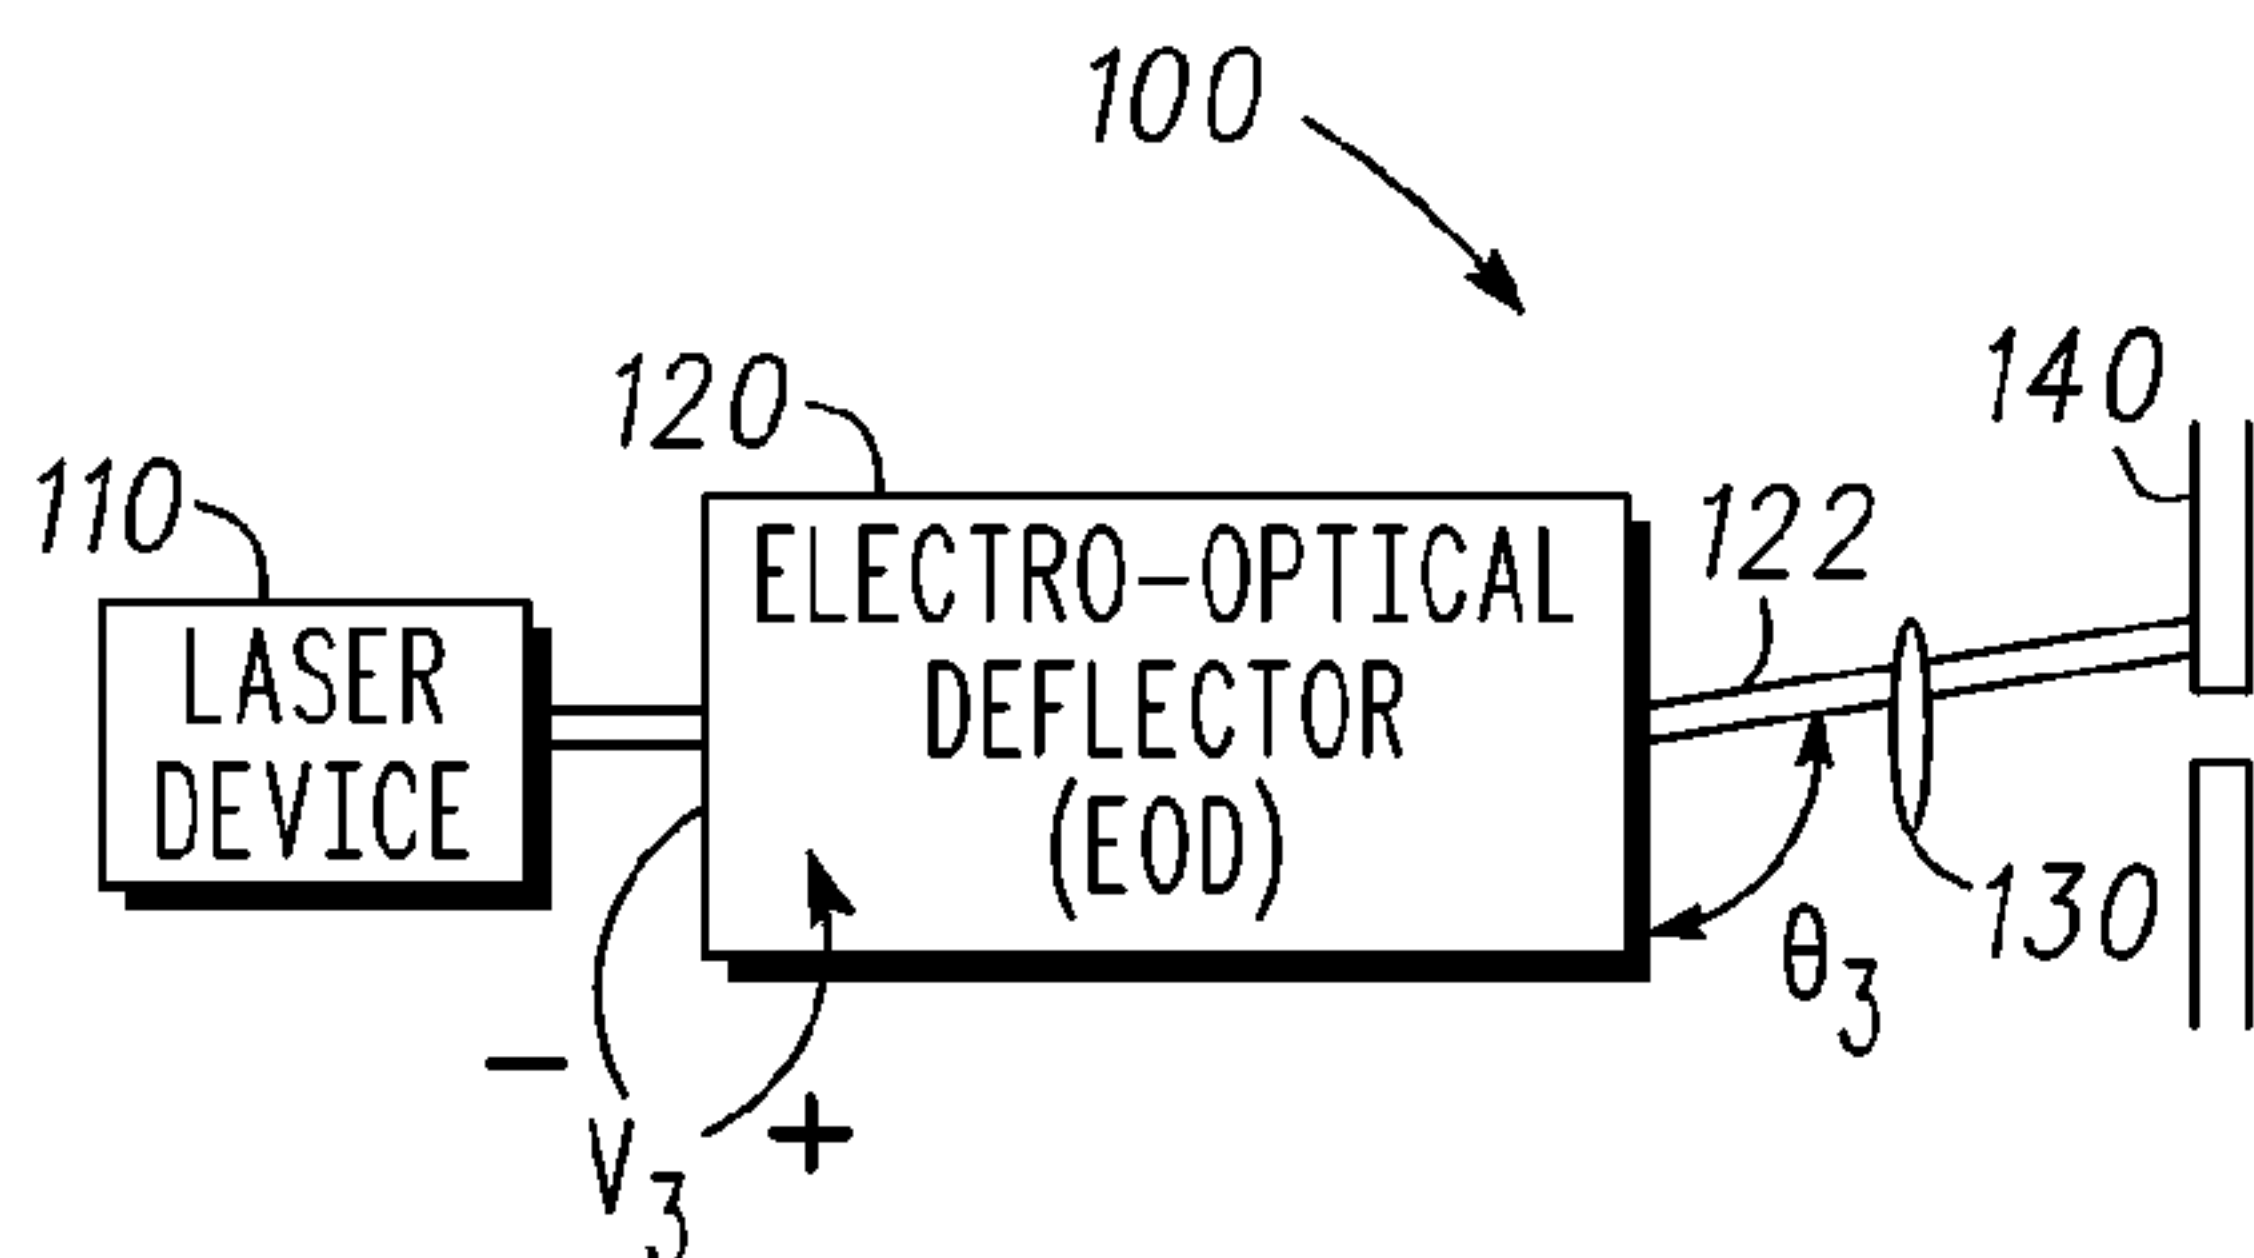 100
140
120
110
122
ELECTRO-OPTICAL
DEFLECTOR
(EOD)
LASER
DEVICE
130
θ3
−
+
V3